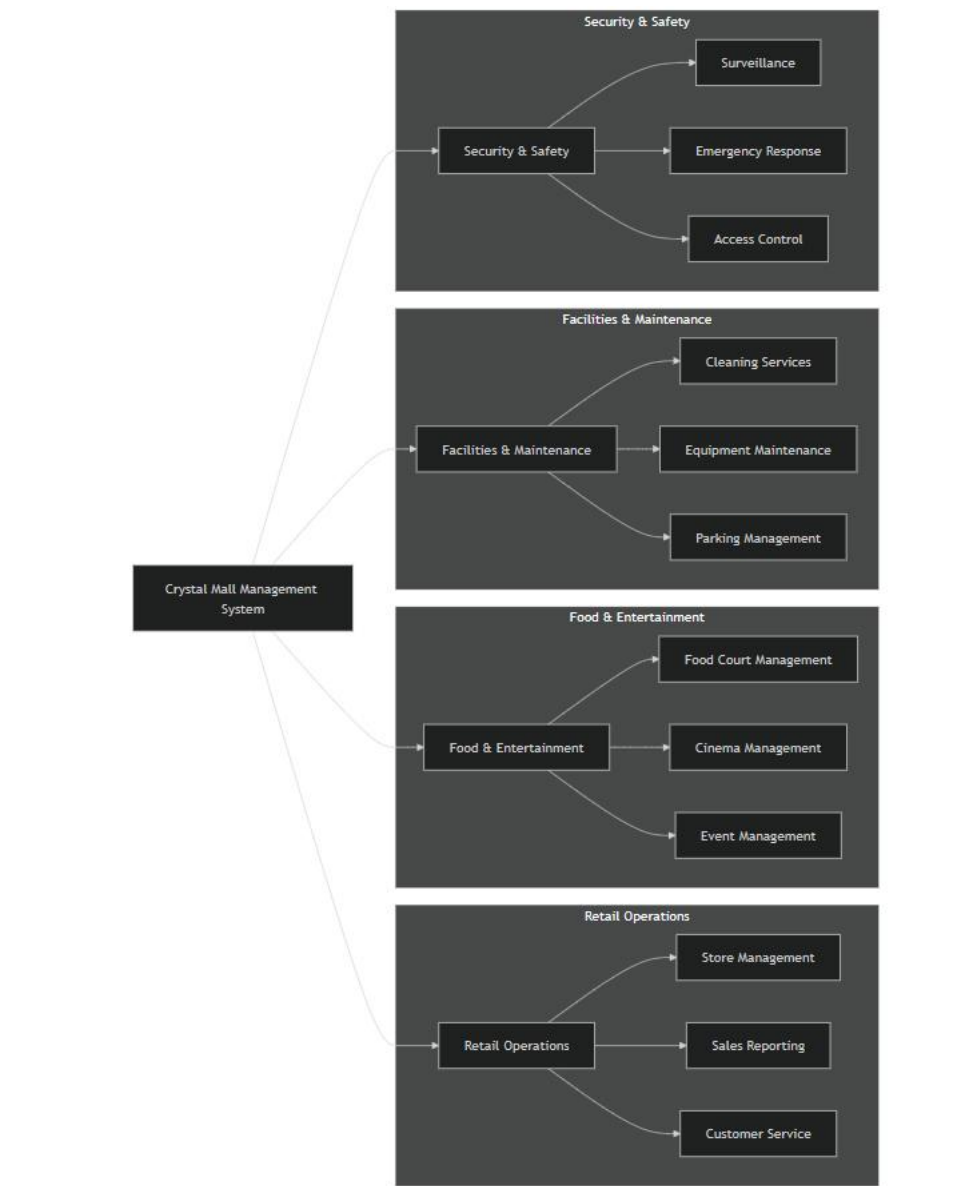 Security & Safety
Surveillance
Security & Safety
Emergency Response
Access Control
Facilities & Maintenance
Cleaning Services
Facilities & Maintenance
Equipment Maintenance
Parking Management
Crystal Mall Management
System
Food & Entertainment
Food Court Management
Food & Entertainment
Cinema Management
Event Management
Retail Operations
Store Management
Retail Operations
Sales Reporting
Customer Service